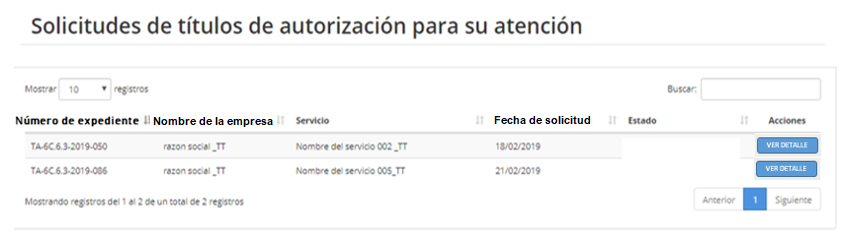 Solicitudes de títulos de autorización para su atención
Mostrar 10 registros Buscar:
Número de expediente Nombre de la empresa Servicio Fecha de solicitud Estado Acciones
TA-6C.6.3-2019-050 razon social _TT Nombre del servicio 002 _TT 18/02/2019 VER DETALLE
TA-6C.6.3-2019-086 razon social _TT Nombre del servicio 005_TT 21/02/2019 VER DETALLE
Mostrando registros del 1 al 2 de un total de 2 registros Anterior 1 Siguiente